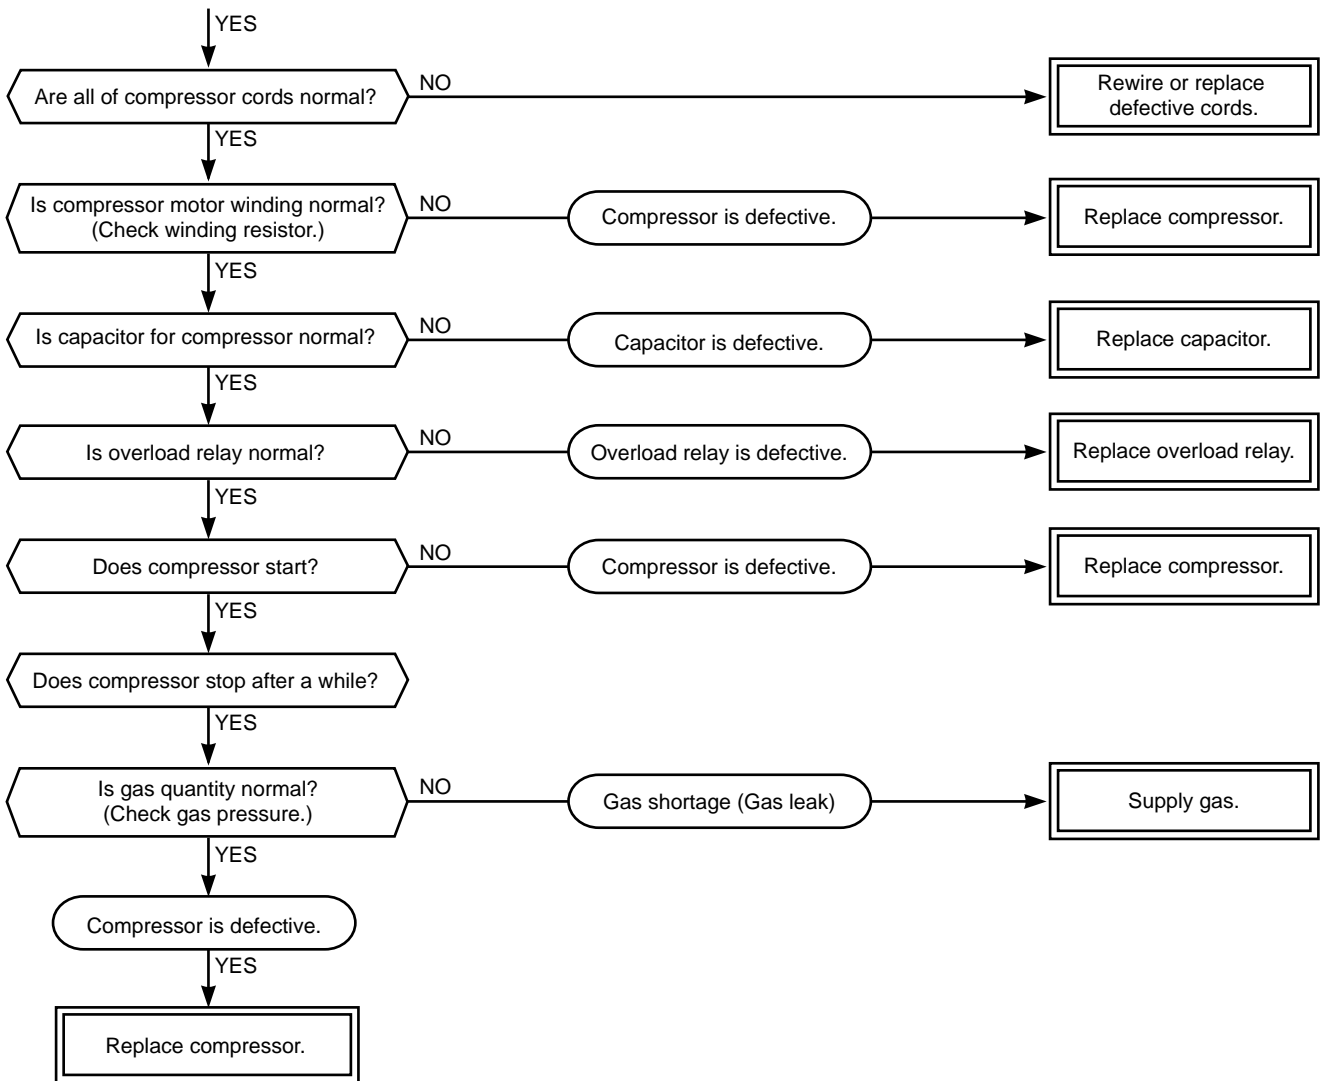 YES
Are all of compressor cords normal?
NO
Rewire or replace
defective cords.
YES
Is compressor motor winding normal?
(Check winding resistor.)
NO
Compressor is defective.
Replace compressor.
YES
Is capacitor for compressor normal?
NO
Capacitor is defective.
Replace capacitor.
YES
Is overload relay normal?
NO
Overload relay is defective.
Replace overload relay.
YES
Does compressor start?
NO
Compressor is defective.
Replace compressor.
YES
Does compressor stop after a while?
YES
Is gas quantity normal?
(Check gas pressure.)
NO
Gas shortage (Gas leak)
Supply gas.
YES
Compressor is defective.
YES
Replace compressor.